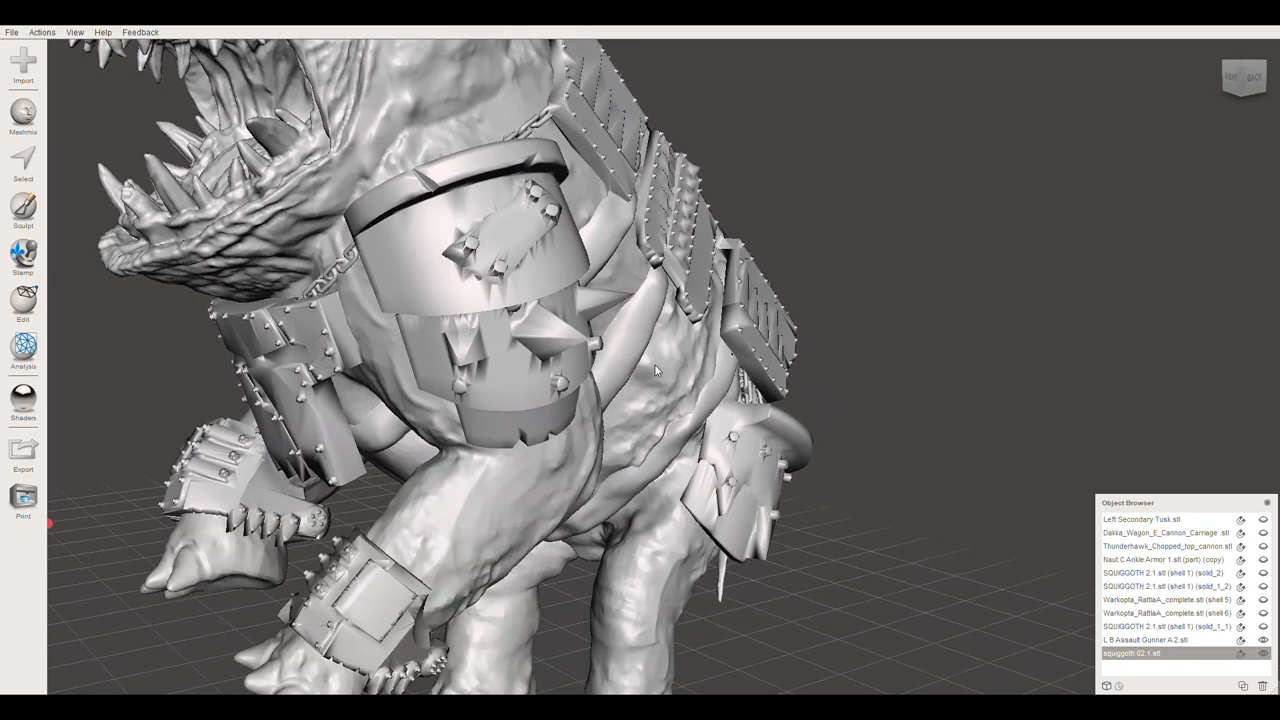 File Actions View Help Feedback
Import
Meshmix
Select
Sculpt
Stamp
Edit
Analysis
Shaders
Export
Print
RIGHT BACK
Object Browser
Left Secondary Tusk.stl
Dakka_Wagon_E_Cannon_Carriage .stl
Thunderhawk_Chopped_top_cannon.stl
Naut C Ankle Armor 1.stl (part) (copy)
SQUIGGOTH 2.1.stl (shell 1) (solid_2)
SQUIGGOTH 2.1.stl (shell 1) (solid_1_2)
Warkopta_RattlaA_complete.stl (shell 5)
Warkopta_RattlaA_complete.stl (shell 6)
SQUIGGOTH 2.1.stl (shell 1) (solid_1_1)
L B Assault Gunner A 2.stl
squiggoth 02.1.stl